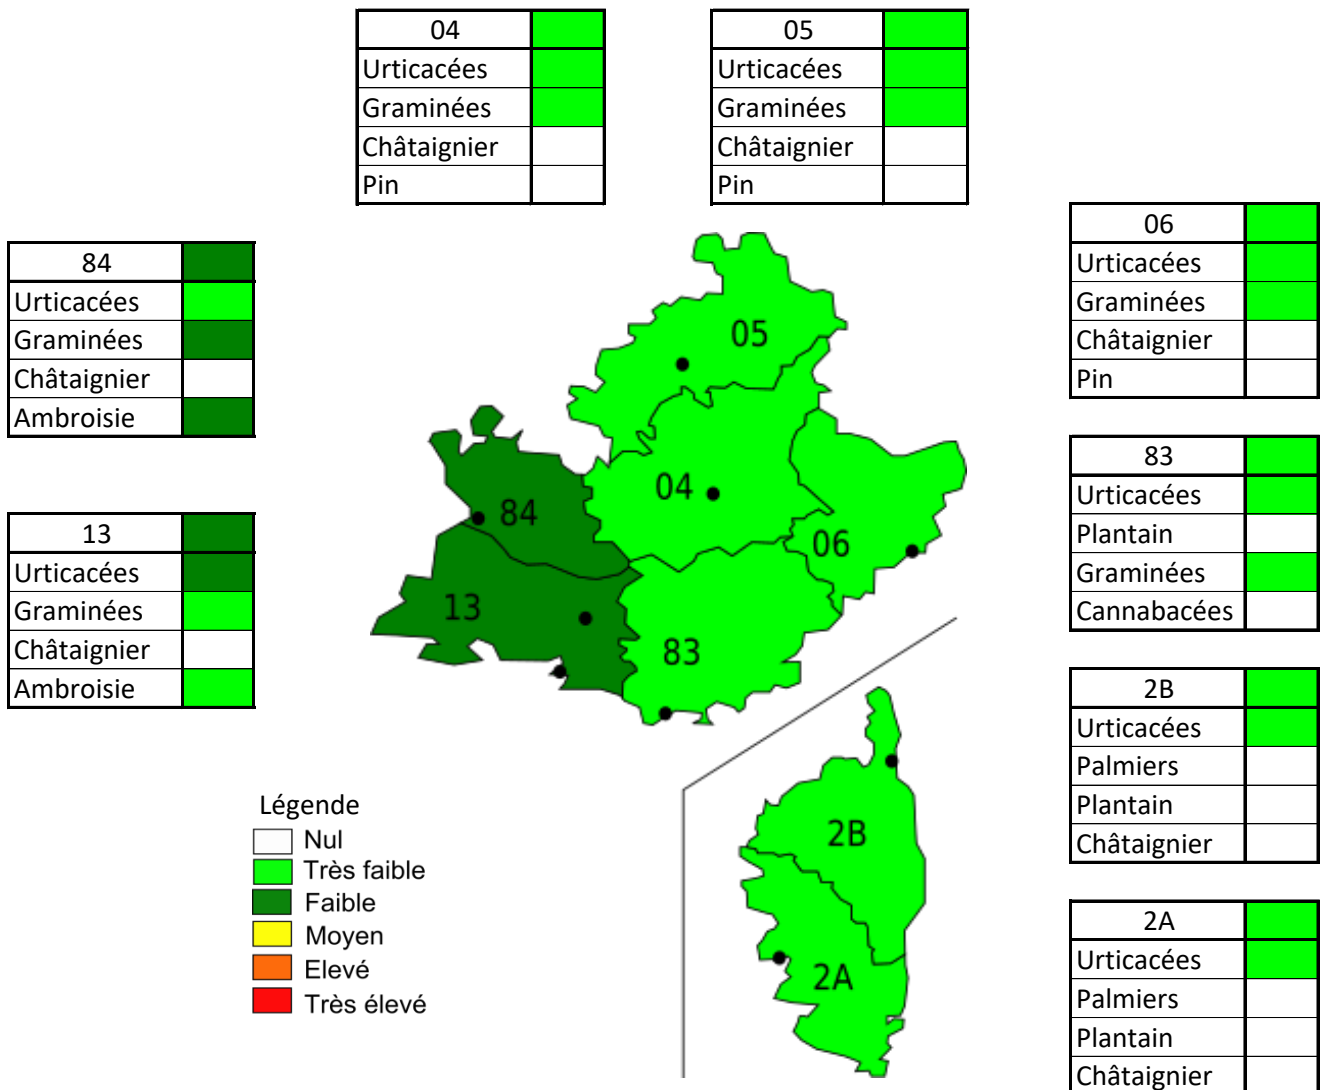 04
Urticacées
Graminées
Châtaignier
Pin
05
Urticacées
Graminées
Châtaignier
Pin
84
Urticacées
Graminées
Châtaignier
Ambroisie
13
Urticacées
Graminées
Châtaignier
Ambroisie
06
Urticacées
Graminées
Châtaignier
Pin
83
Urticacées
Plantain
Graminées
Cannabacées
2B
Urticacées
Palmiers
Plantain
Châtaignier
2A
Urticacées
Palmiers
Plantain
Châtaignier
05
04
84
06
13
83
2B
2A
Légende
Nul
Très faible
Faible
Moyen
Elevé
Très élevé